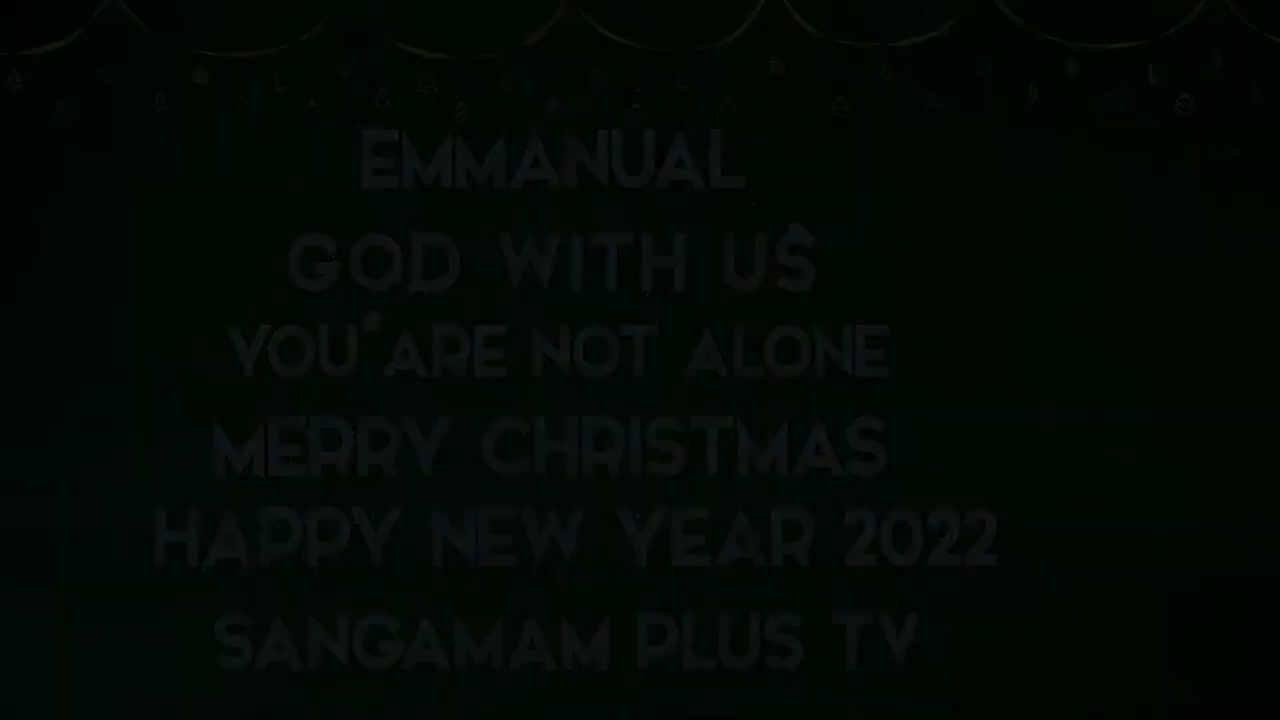 EMMANUAL
GOD WITH US
YOU ARE NOT ALONE
MERRY CHRISTMAS
HAPPY NEW YEAR 2022
SANGAMAM PLUS TV